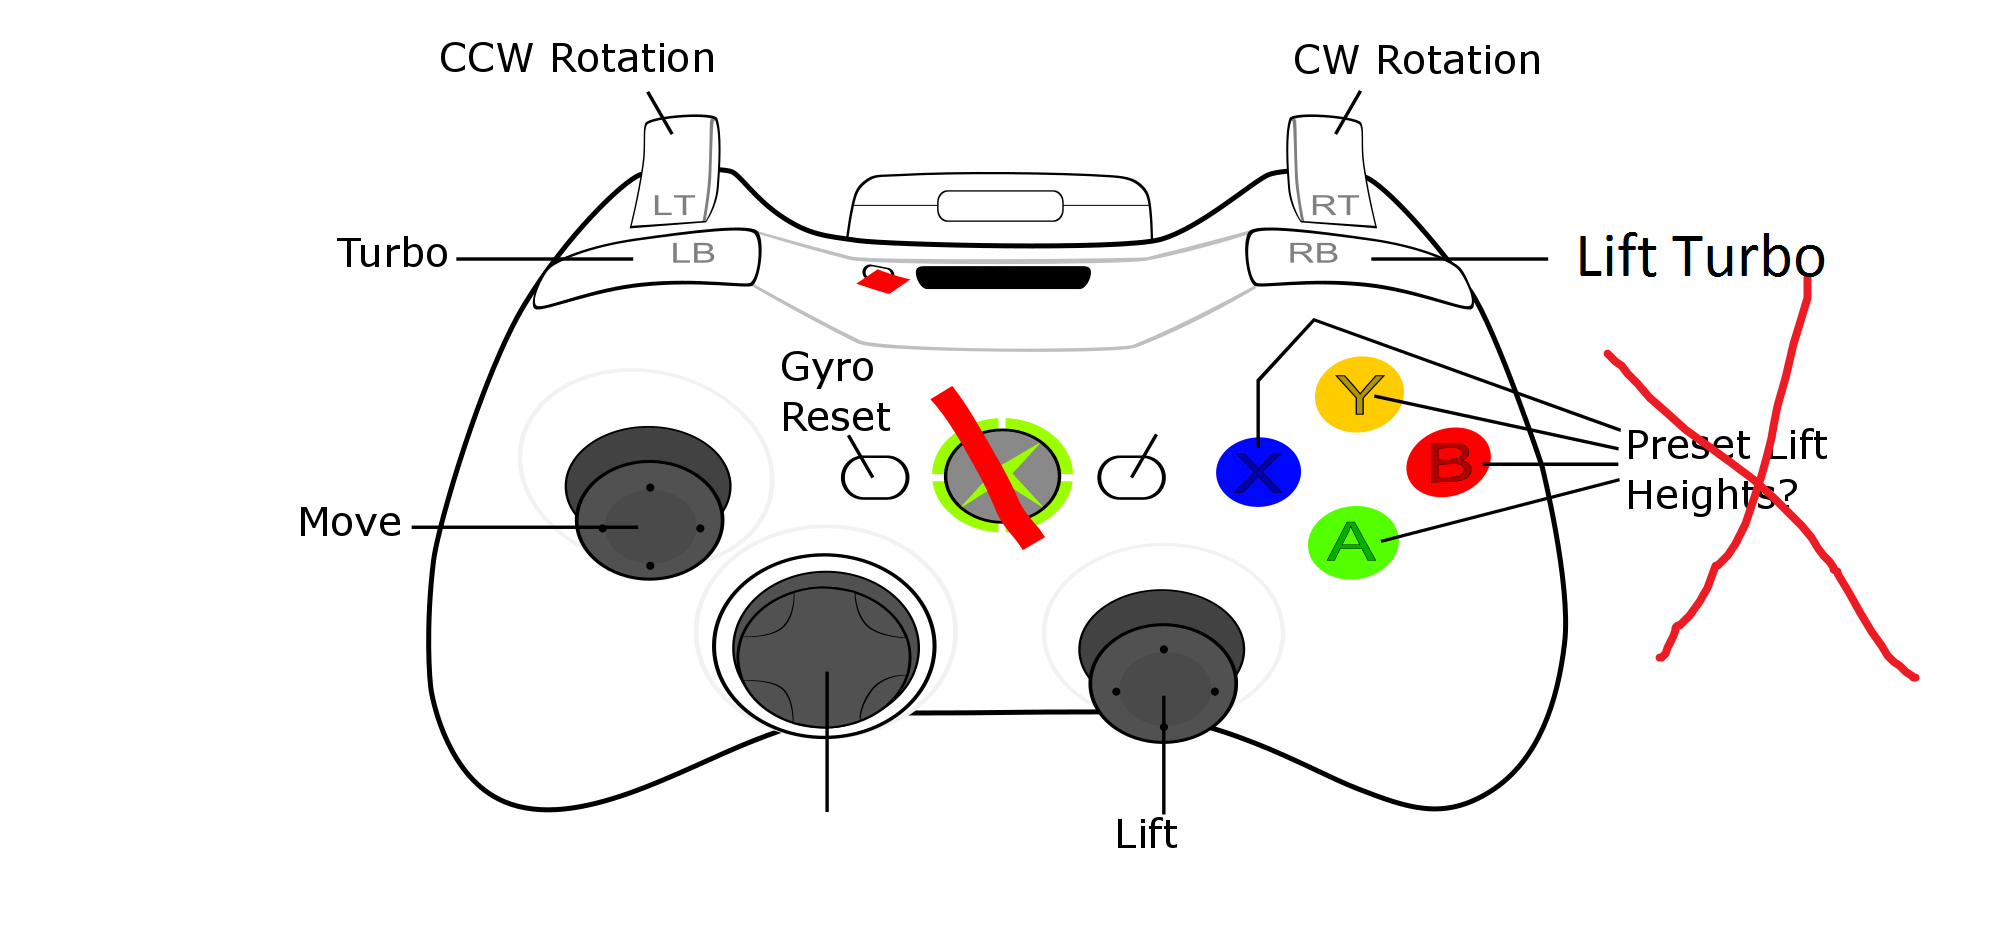 CCW Rotation
CW Rotation
LT
RT
Turbo
LB
RB
Lift Turbo
Gyro
Reset
Y
X
B
A
Preset Lift
Heights?
Move
Lift